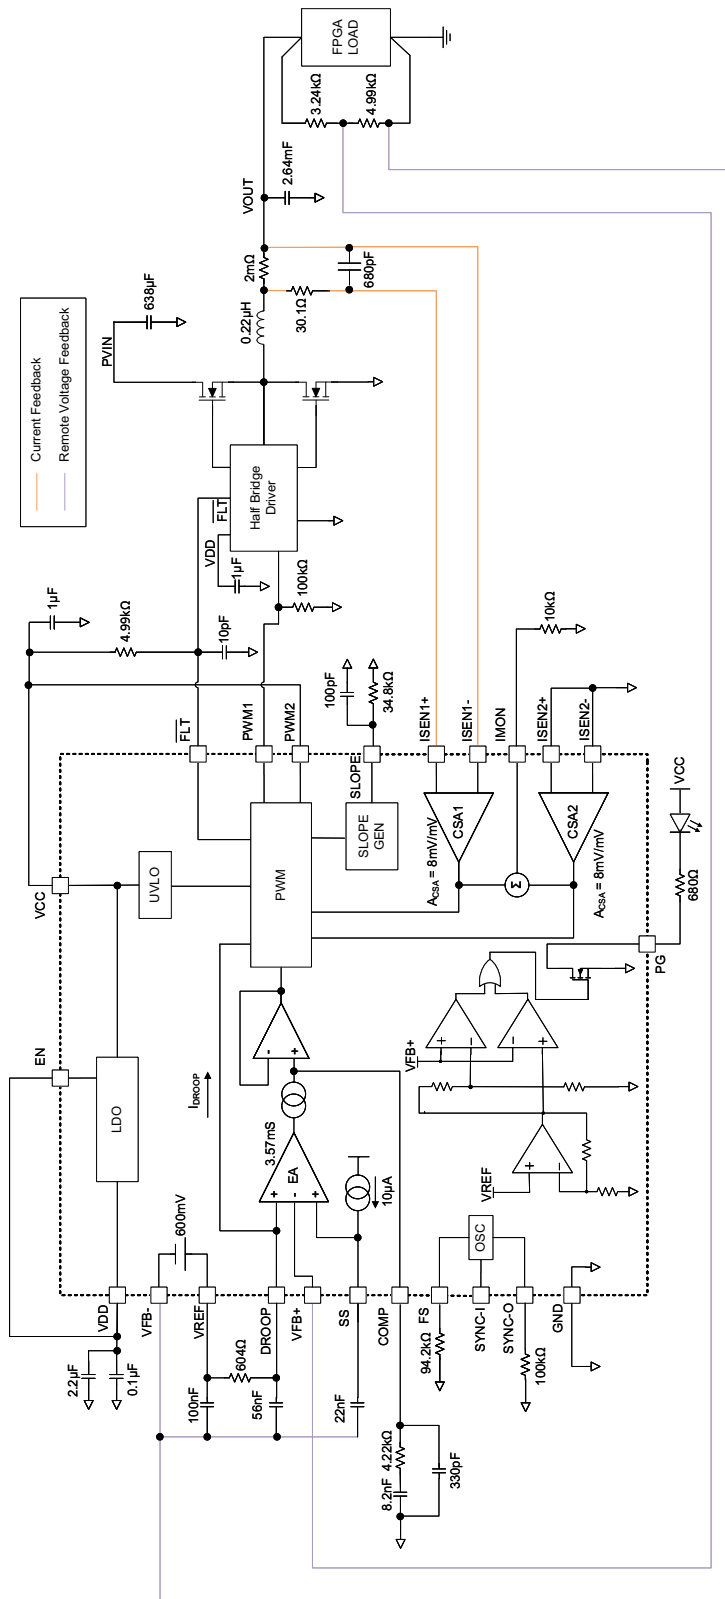 Current Feedback
Remote Voltage Feedback
FPGA
LOAD
3.24kΩ
4.99kΩ
VOUT
2.64mF
2mΩ
680pF
30.1Ω
0.22µH
638µF
PVIN
Half Bridge
Driver
FLT
VDD
1µF
100kΩ
1µF
4.99kΩ
10pF
100pF
34.8kΩ
10kΩ
FLT
PWM1
PWM2
SLOPE
ISEN1+
ISEN1-
IMON
ISEN2+
ISEN2-
VCC
UVLO
PWM
SLOPE
GEN
CSA1
ACSA = 8mV/mV
Σ
CSA2
ACSA = 8mV/mV
VCC
680Ω
PG
EN
LDO
IDROOP
-
+
3.57mS
EA
+
-
+
10µA
VFB+
+
-
-
+
VREF
+
-
OSC
600mV
VDD
VFB-
VREF
DROOP
VFB+
SS
COMP
FS
SYNC-I
SYNC-O
GND
2.2µF
0.1µF
100nF
604Ω
56nF
22nF
8.2nF
4.22kΩ
330pF
94.2kΩ
100kΩ